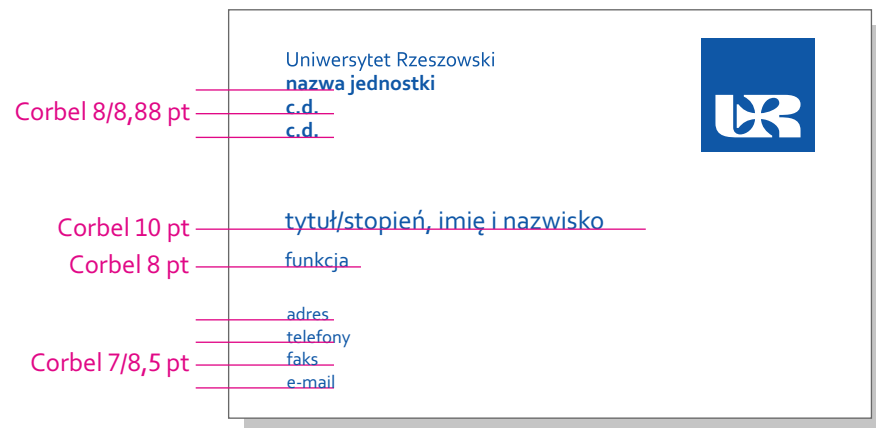 Uniwersytet Rzeszowski
nazwa jednostki
c.d.
c.d.
Corbel 8/8,88 pt
UR
tytuł/stopień, imię i nazwisko
Corbel 10 pt
funkcja
Corbel 8 pt
adres
telefony
faks
e-mail
Corbel 7/8,5 pt